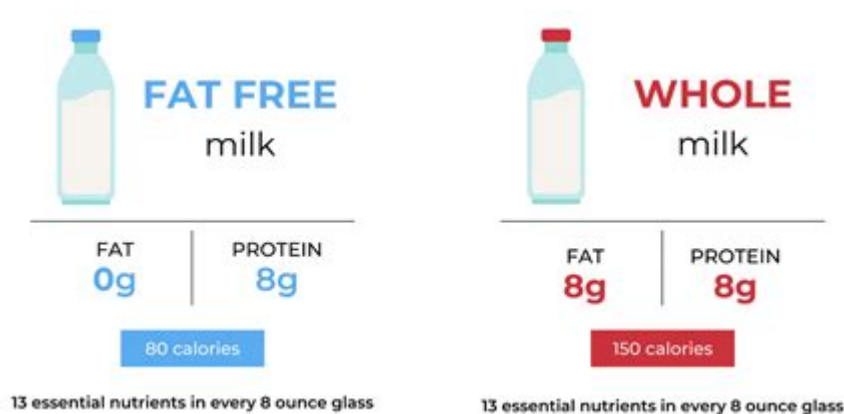 FAT FREE
milk
FAT
0g
PROTEIN
8g
80 calories
13 essential nutrients in every 8 ounce glass
WHOLE
milk
FAT
8g
PROTEIN
8g
150 calories
13 essential nutrients in every 8 ounce glass